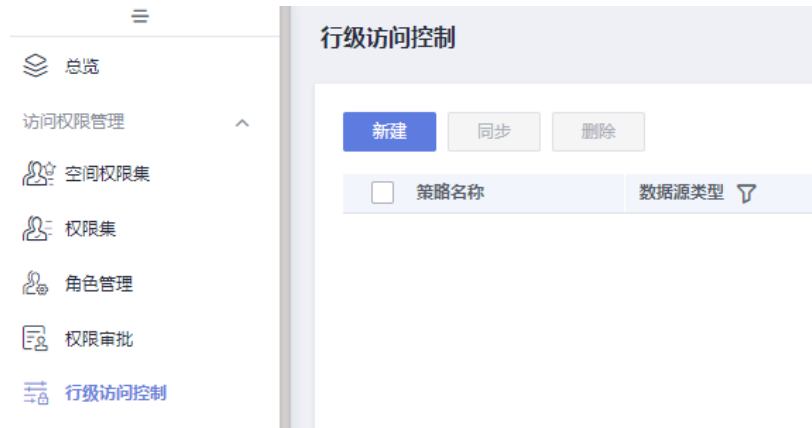 总览
访问权限管理
空间权限集
权限集
角色管理
权限审批
行级访问控制
行级访问控制
新建 同步 删除
策略名称 数据源类型